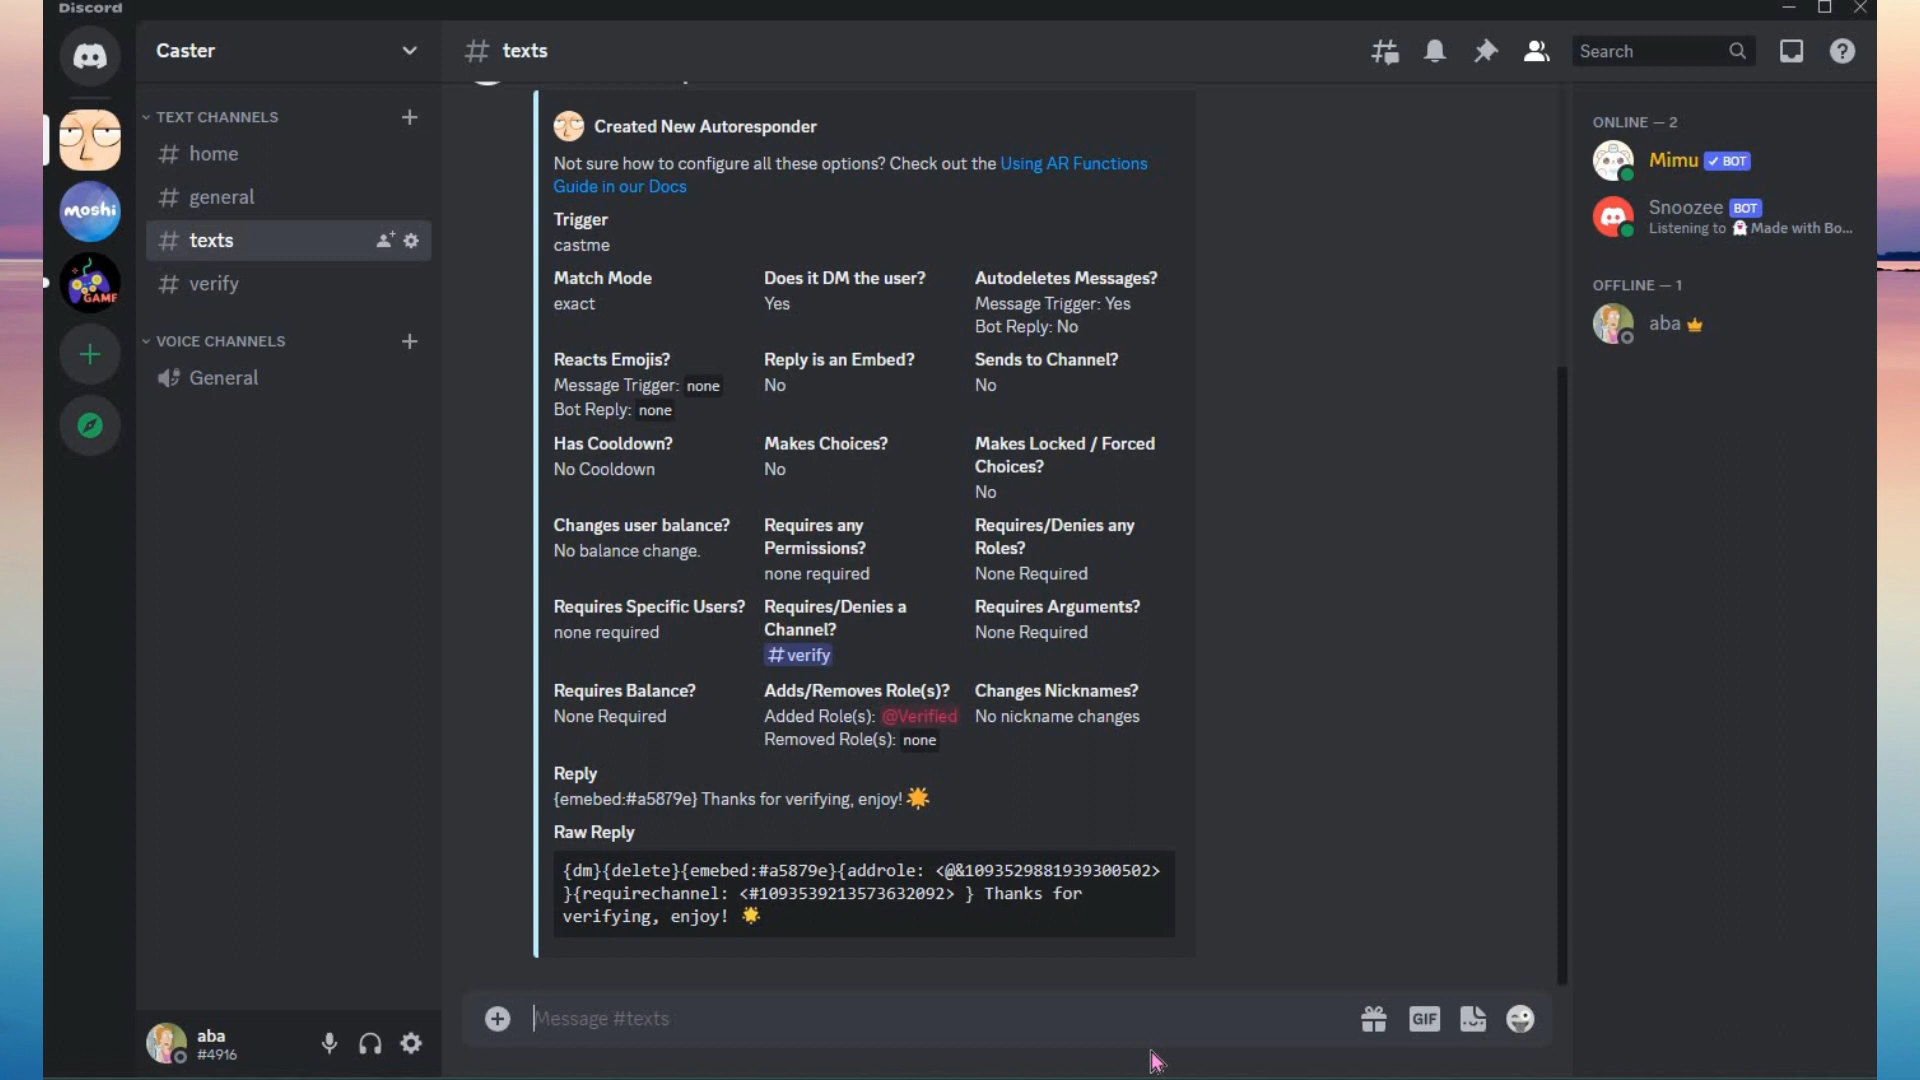 Discord
Caster
texts
Search
TEXT CHANNELS
home
general
texts
verify
VOICE CHANNELS
General
moshi
GAME
Created New Autoresponder
Not sure how to configure all these options? Check out the Using AR Functions
Guide in our Docs
Trigger
castme
Match Mode
exact
Does it DM the user?
Yes
Autodeletes Messages?
Message Trigger: Yes
Bot Reply: No
Reacts Emojis?
Message Trigger: none
Bot Reply: none
Reply is an Embed?
No
Sends to Channel?
No
Has Cooldown?
No Cooldown
Makes Choices?
No
Makes Locked / Forced
Choices?
No
Changes user balance?
No balance change.
Requires any
Permissions?
none required
Requires/Denies any
Roles?
None Required
Requires Specific Users?
none required
Requires/Denies a
Channel?
# verify
Requires Arguments?
None Required
Requires Balance?
None Required
Adds/Removes Role(s)?
Added Role(s): @Verified
Removed Role(s): none
Changes Nicknames?
No nickname changes
Reply
{emebed:#a5879e} Thanks for verifying, enjoy! 🌟
Raw Reply
{dm}{delete}{emebed:#a5879e}{addrole: <@&1093529881939300502>
}{requirechannel: <#1093539213573632092> } Thanks for
verifying, enjoy! 🌟
Message #texts
GIF
ONLINE — 2
Mimu ✓ BOT
Snoozee BOT
Listening to 👻 Made with Bo...
OFFLINE — 1
aba
aba
#4916